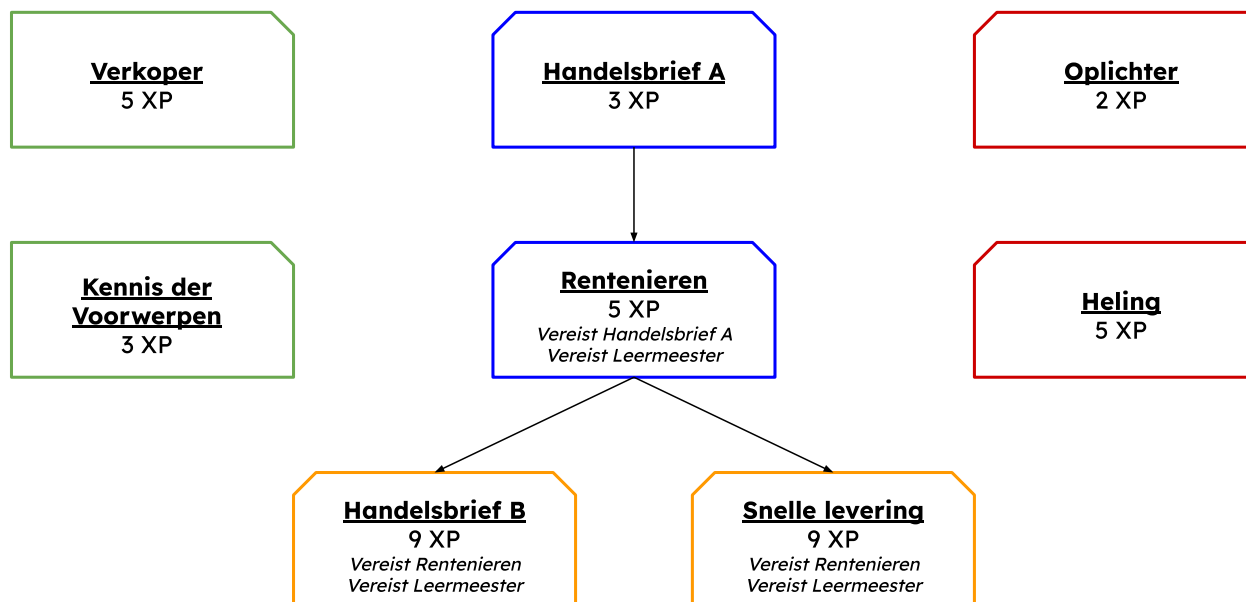 Verkoper
5 XP
Handelsbrief A
3 XP
Oplichter
2 XP
Kennis der
Voorwerpen
3 XP
Rentenieren
5 XP
Vereist Handelsbrief A
Vereist Leermeester
Heling
5 XP
Handelsbrief B
9 XP
Vereist Rentenieren
Vereist Leermeester
Snelle levering
9 XP
Vereist Rentenieren
Vereist Leermeester